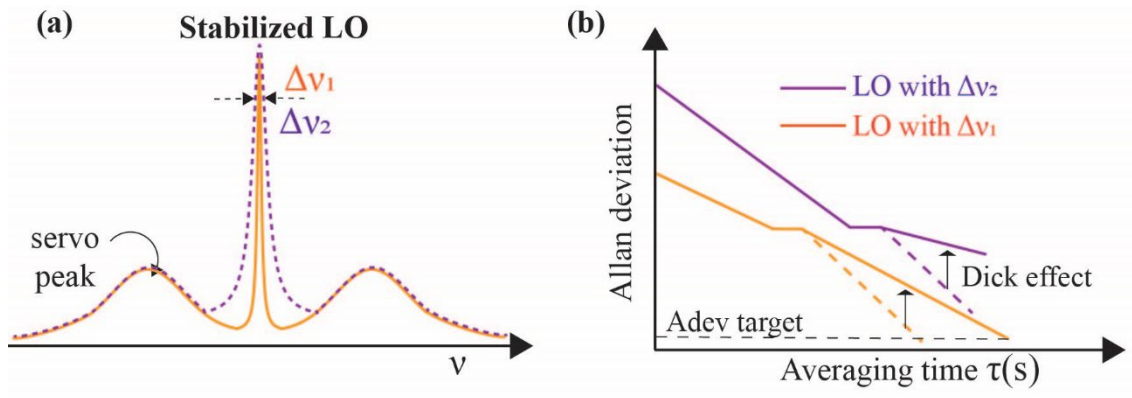 (a)
Stabilized LO
Δν₁
Δν₂
servo
peak
ν
(b)
Allan deviation
LO with Δν₂
LO with Δν₁
Dick effect
Adev target
Averaging time τ(s)